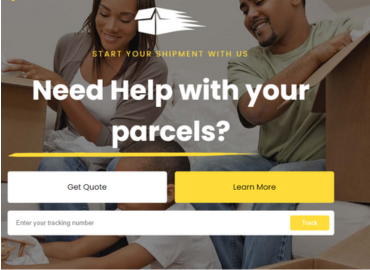 START YOUR SHIPMENT WITH US
Need Help with your
parcels?
Get Quote
Learn More
Enter your tracking number
Track